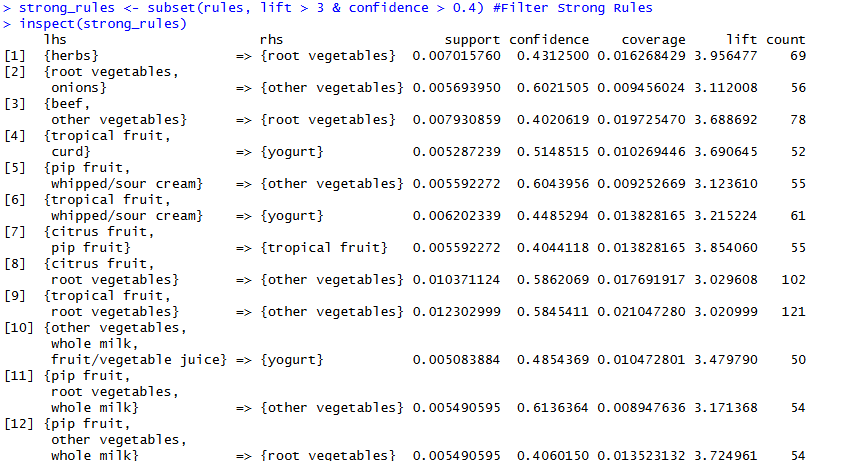 > strong_rules <- subset(rules, lift > 3 & confidence > 0.4) #Filter Strong Rules
> inspect(strong_rules)
     lhs                        rhs                    support confidence    coverage     lift count
[1]  {herbs}                 => {root vegetables}  0.007015760  0.4312500 0.016268429 3.956477    69
[2]  {root vegetables,
      onions}                => {other vegetables} 0.005693950  0.6021505 0.009456024 3.112008    56
[3]  {beef,
      other vegetables}      => {root vegetables}  0.007930859  0.4020619 0.019725470 3.688692    78
[4]  {tropical fruit,
      curd}                  => {yogurt}           0.005287239  0.5148515 0.010269446 3.690645    52
[5]  {pip fruit,
      whipped/sour cream}    => {other vegetables} 0.005592272  0.6043956 0.009252669 3.123610    55
[6]  {tropical fruit,
      whipped/sour cream}    => {yogurt}           0.006202339  0.4485294 0.013828165 3.215224    61
[7]  {citrus fruit,
      pip fruit}             => {tropical fruit}   0.005592272  0.4044118 0.013828165 3.854060    55
[8]  {citrus fruit,
      root vegetables}       => {other vegetables} 0.010371124  0.5862069 0.017691917 3.029608   102
[9]  {tropical fruit,
      root vegetables}       => {other vegetables} 0.012302999  0.5845411 0.021047280 3.020999   121
[10] {other vegetables,
      whole milk,
      fruit/vegetable juice} => {yogurt}           0.005083884  0.4854369 0.010472801 3.479790    50
[11] {pip fruit,
      root vegetables,
      whole milk}            => {other vegetables} 0.005490595  0.6136364 0.008947636 3.171368    54
[12] {pip fruit,
      other vegetables,
      whole milk}            => {root vegetables}  0.005490595  0.4060150 0.013523132 3.724961    54